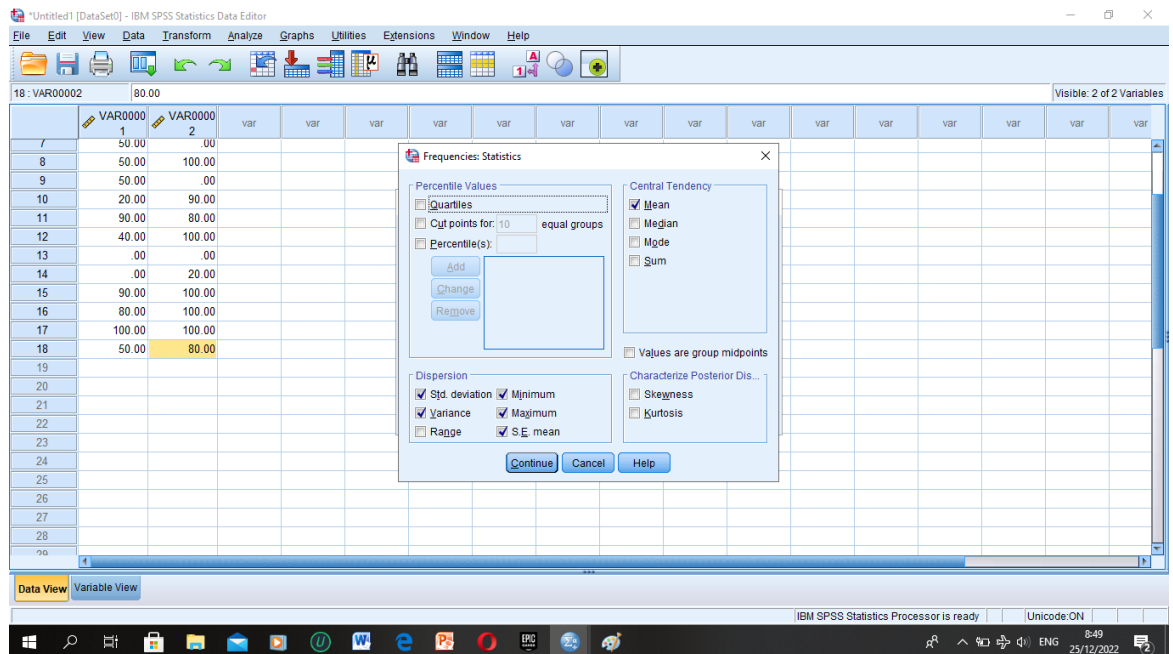 *Untitled1 [DataSet0] - IBM SPSS Statistics Data Editor
File Edit View Data Transform Analyze Graphs Utilities Extensions Window Help
18 : VAR00002 80.00 Visible: 2 of 2 Variables
VAR00001 VAR00002 var var var var var var var var var var var var var var var
7 50.00 .00
8 50.00 100.00
9 50.00 .00
10 20.00 90.00
11 90.00 80.00
12 40.00 100.00
13 .00 .00
14 .00 20.00
15 90.00 100.00
16 80.00 100.00
17 100.00 100.00
18 50.00 80.00
19
20
21
22
23
24
25
26
27
28
29
Frequencies: Statistics
Percentile Values
Quartiles
Cut points for: 10 equal groups
Percentile(s):
Add
Change
Remove
Central Tendency
Mean
Median
Mode
Sum
Values are group midpoints
Dispersion
Std. deviation Minimum
Variance Maximum
Range S.E. mean
Characterize Posterior Dis...
Skewness
Kurtosis
Continue Cancel Help
Data View Variable View
IBM SPSS Statistics Processor is ready Unicode:ON
ENG 8:49
25/12/2022